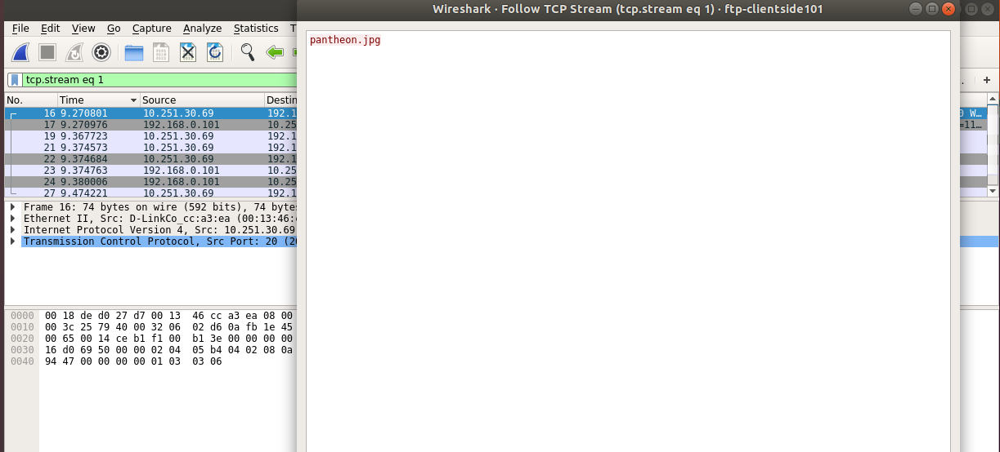 Wireshark · Follow TCP Stream (tcp.stream eq 1) · ftp-clientside101
File Edit View Go Capture Analyze Statistics T
pantheon.jpg
tcp.stream eq 1
No. Time Source Destin
16 9.270801 10.251.30.69 192.1 0 W…
17 9.270976 192.168.0.101 10.25 =11…
19 9.367723 10.251.30.69 192.1
21 9.374573 10.251.30.69 192.1
22 9.374684 10.251.30.69 192.1
23 9.374763 192.168.0.101 10.25
24 9.380006 192.168.0.101 10.25
27 9.474221 10.251.30.69 192.1
Frame 16: 74 bytes on wire (592 bits), 74 byte
Ethernet II, Src: D-LinkCo_cc:a3:ea (00:13:46:
Internet Protocol Version 4, Src: 10.251.30.69
Transmission Control Protocol, Src Port: 20 (2
0000 00 18 de d0 27 d7 00 13 46 cc a3 ea 08 00
0010 00 3c 25 79 40 00 32 06 02 d6 0a fb 1e 45
0020 00 65 00 14 ce b1 f1 00 b1 3e 00 00 00 00
0030 16 d0 69 50 00 00 02 04 05 b4 04 02 08 0a
0040 94 47 00 00 00 00 01 03 03 06